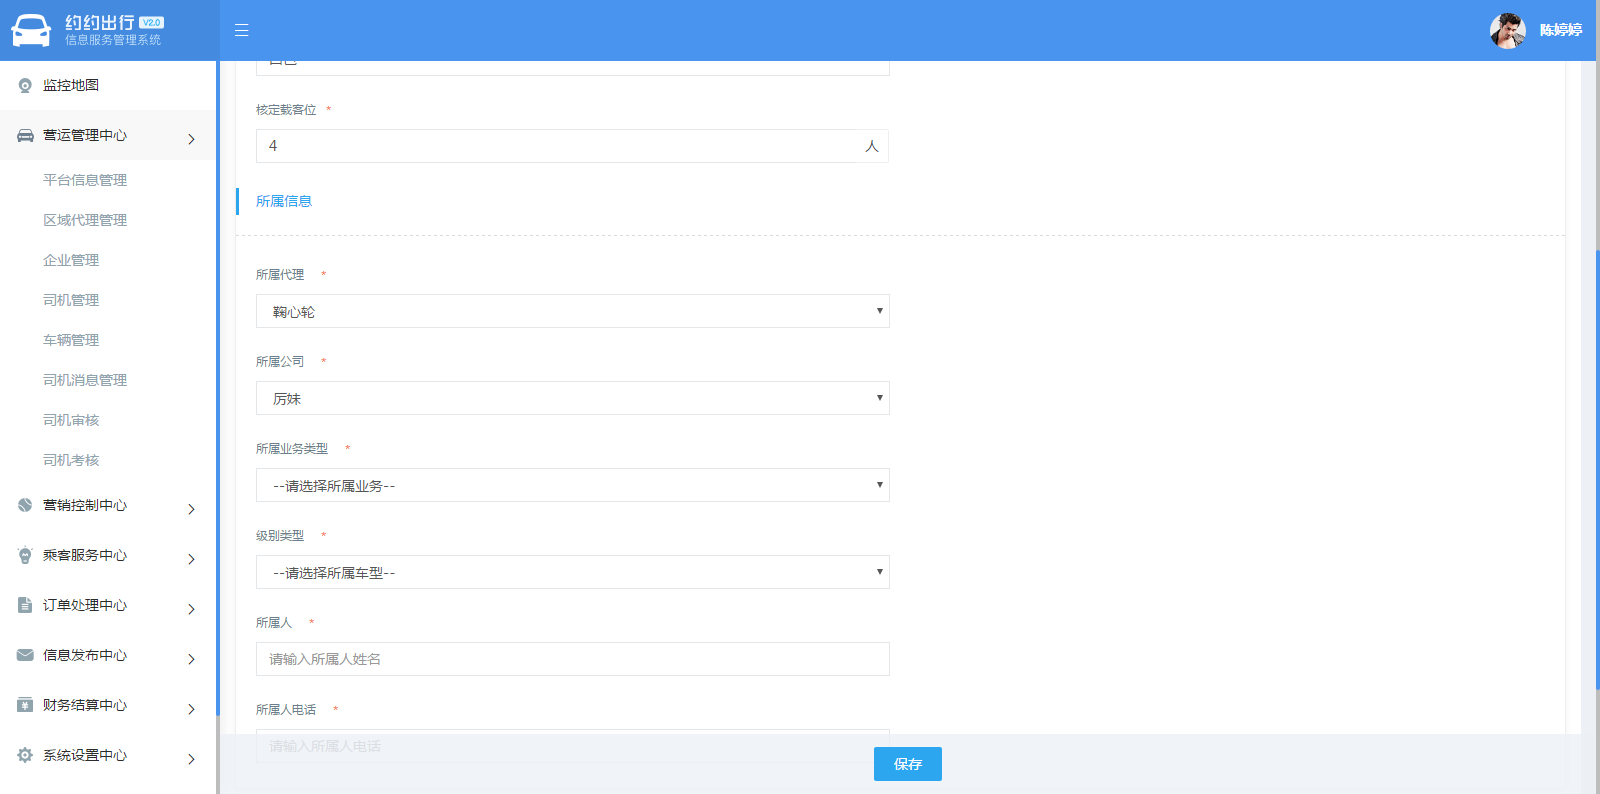 约约出行 V2.0
信息服务管理系统
陈婷婷
监控地图
营运管理中心
平台信息管理
区域代理管理
企业管理
司机管理
车辆管理
司机消息管理
司机审核
司机考核
营销控制中心
乘客服务中心
订单处理中心
信息发布中心
财务结算中心
系统设置中心
核定载客位 *
4 人
所属信息
所属代理 *
鞠心轮
所属公司 *
厉妹
所属业务类型 *
--请选择所属业务--
级别类型 *
--请选择所属车型--
所属人 *
请输入所属人姓名
所属人电话 *
请输入所属人电话
保存